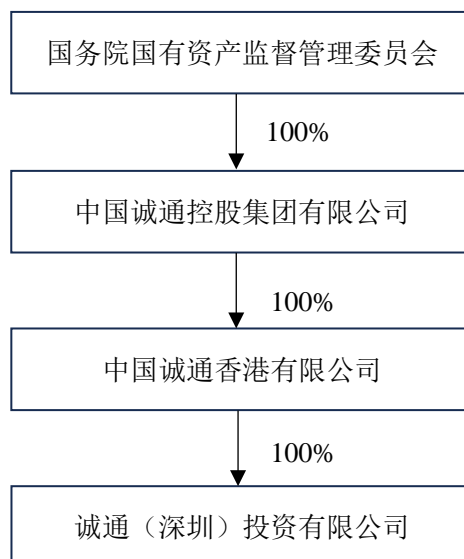 国务院国有资产监督管理委员会
100%
中国诚通控股集团有限公司
100%
中国诚通香港有限公司
100%
诚通（深圳）投资有限公司